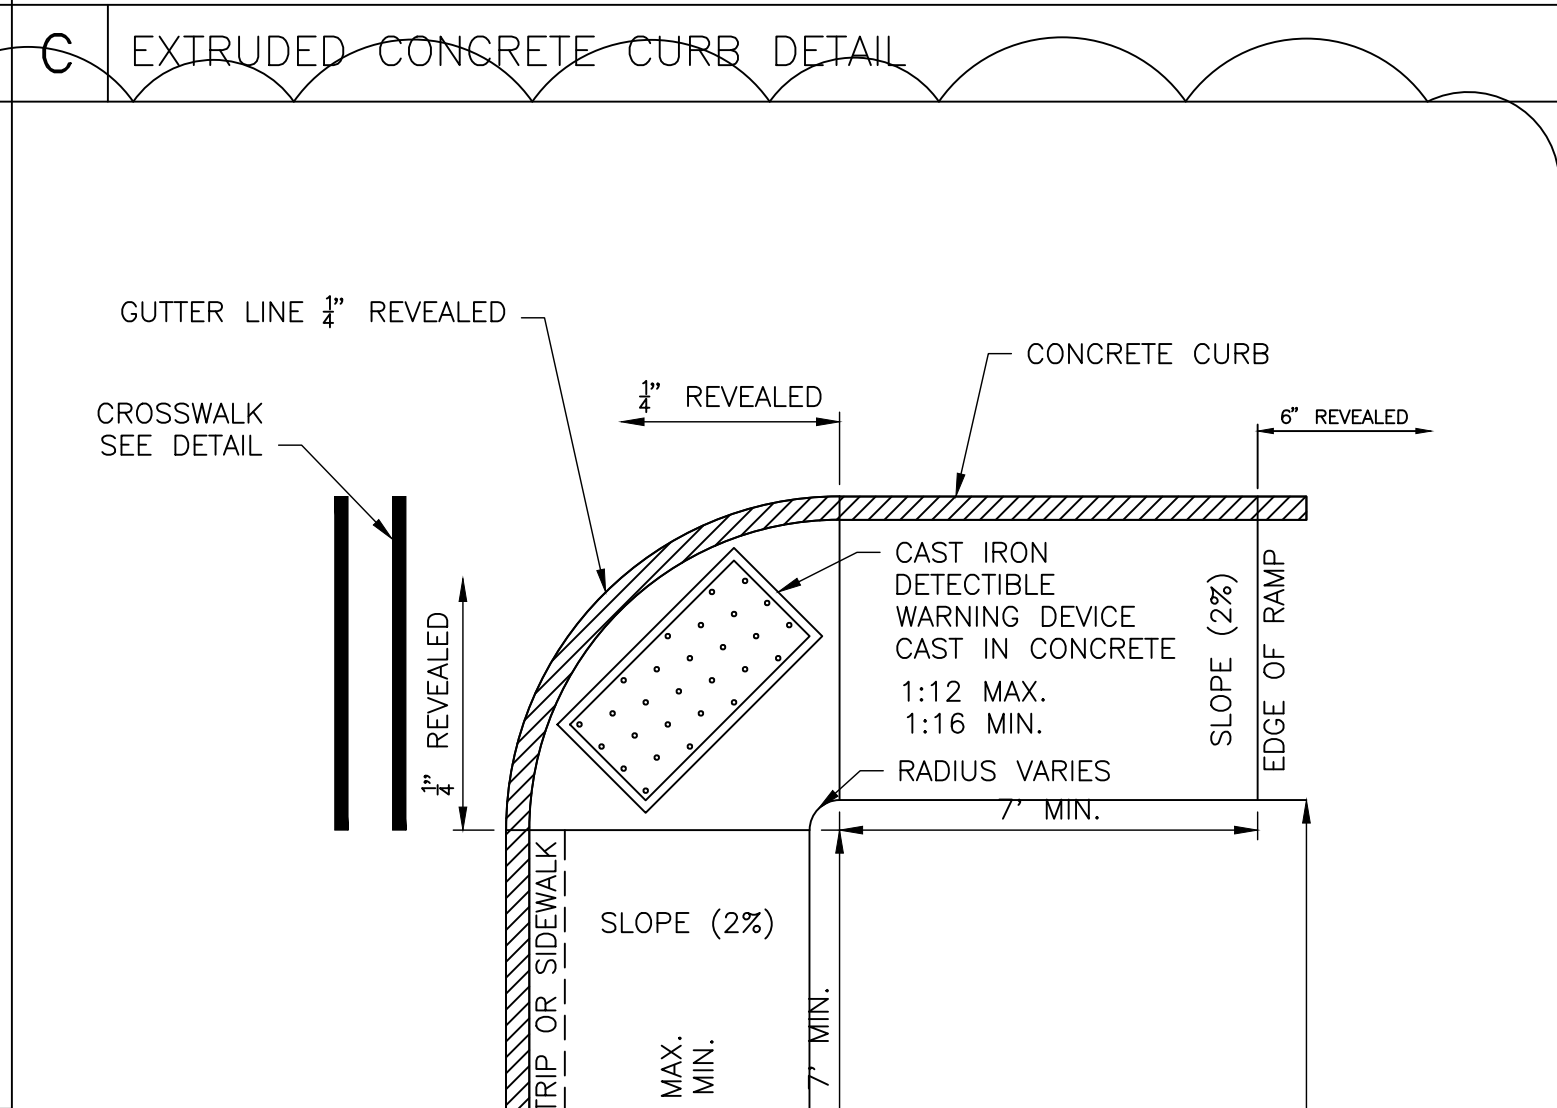 C
EXTRUDED CONCRETE CURB DETAIL
GUTTER LINE 1/4" REVEALED
CONCRETE CURB
1/4" REVEALED
6" REVEALED
CROSSWALK
SEE DETAIL
CAST IRON
DETECTIBLE
WARNING DEVICE
CAST IN CONCRETE
1:12 MAX.
1:16 MIN.
SLOPE (2%)
EDGE OF RAMP
1/4" REVEALED
RADIUS VARIES
7' MIN.
TRIP OR SIDEWALK
SLOPE (2%)
MAX.
MIN.
7' MIN.